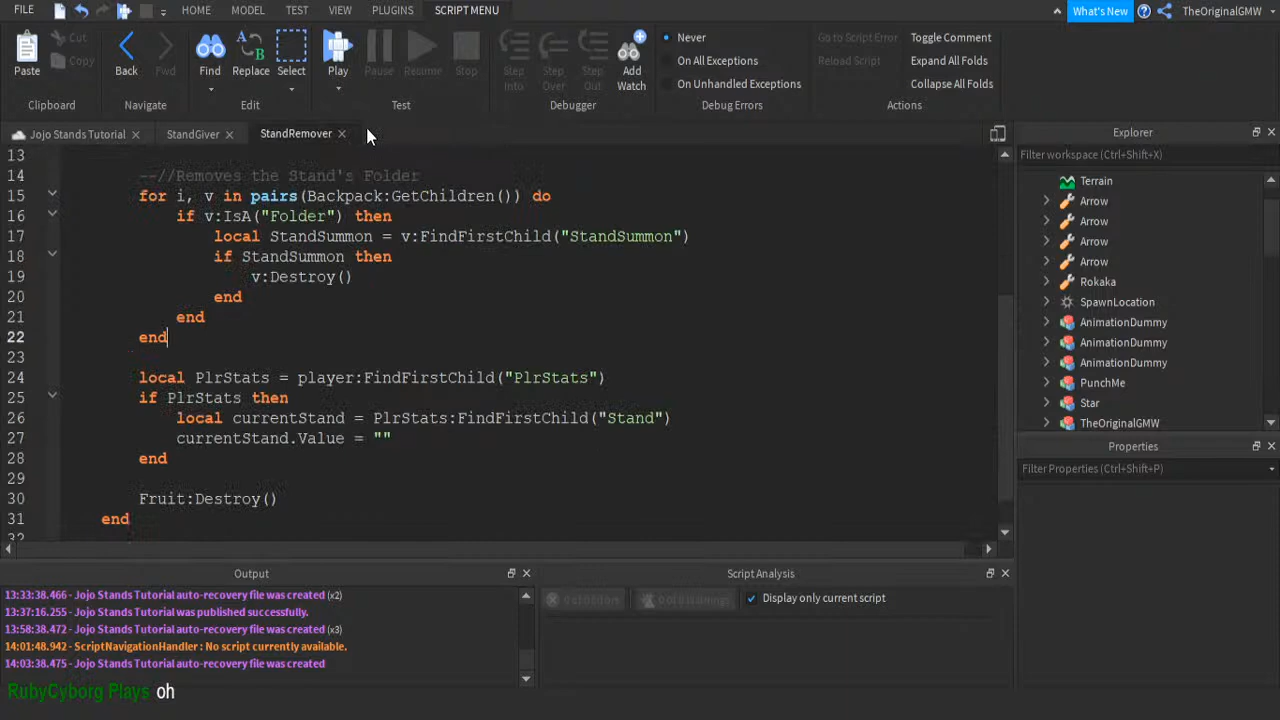 FILE HOME MODEL TEST VIEW PLUGINS SCRIPT MENU What's New TheOriginalGMW
Paste Cut Copy
Clipboard
Back Fwd
Navigate
Find Replace Select
Edit
Play Pause Resume Stop
Test
Step Into Step Over Step Out Add Watch
Debugger
Never
On All Exceptions
On Unhandled Exceptions
Debug Errors
Go to Script Error
Reload Script
Toggle Comment
Expand All Folds
Collapse All Folds
Actions
Jojo Stands Tutorial StandGiver StandRemover
13
14 --//Removes the Stand's Folder
15 for i, v in pairs(Backpack:GetChildren()) do
16 if v:IsA("Folder") then
17 local StandSummon = v:FindFirstChild("StandSummon")
18 if StandSummon then
19 v:Destroy()
20 end
21 end
22 end
23
24 local PlrStats = player:FindFirstChild("PlrStats")
25 if PlrStats then
26 local currentStand = PlrStats:FindFirstChild("Stand")
27 currentStand.Value = ""
28 end
29
30 Fruit:Destroy()
31 end
32
Explorer
Filter workspace (Ctrl+Shift+X)
Terrain
Arrow
Arrow
Arrow
Arrow
Rokaka
SpawnLocation
AnimationDummy
AnimationDummy
AnimationDummy
PunchMe
Star
TheOriginalGMW
Properties
Filter Properties (Ctrl+Shift+P)
Output
13:33:38.466 - Jojo Stands Tutorial auto-recovery file was created (x2)
13:37:16.255 - Jojo Stands Tutorial was published successfully.
13:58:38.472 - Jojo Stands Tutorial auto-recovery file was created (x3)
14:01:48.942 - ScriptNavigationHandler : No script currently available.
14:03:38.475 - Jojo Stands Tutorial auto-recovery file was created
Script Analysis
Display only current script
RubyCyborg Plays oh